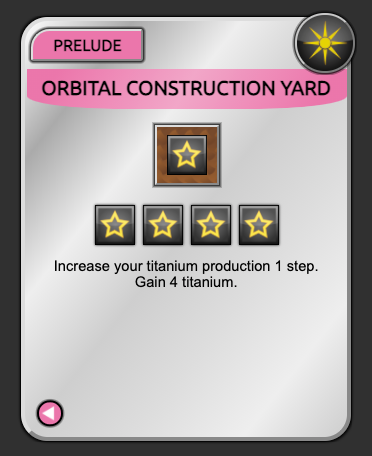 PRELUDE
ORBITAL CONSTRUCTION YARD
Increase your titanium production 1 step.
Gain 4 titanium.